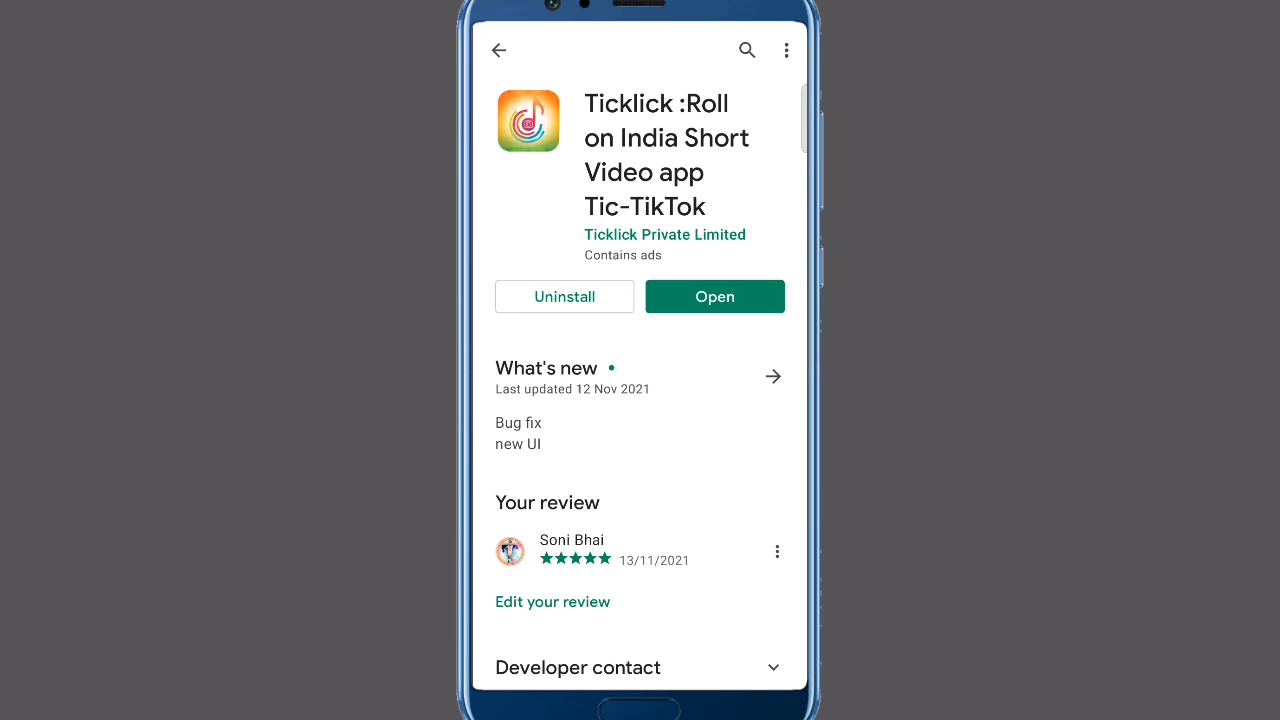 Ticklick :Roll
on India Short
Video app
Tic-TikTok
Ticklick Private Limited
Contains ads
Uninstall
Open
What's new
Last updated 12 Nov 2021
Bug fix
new UI
Your review
Soni Bhai
13/11/2021
Edit your review
Developer contact